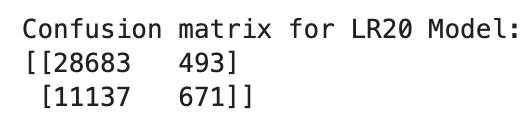 Confusion matrix for LR20 Model:
[[28683   493]
 [11137   671]]